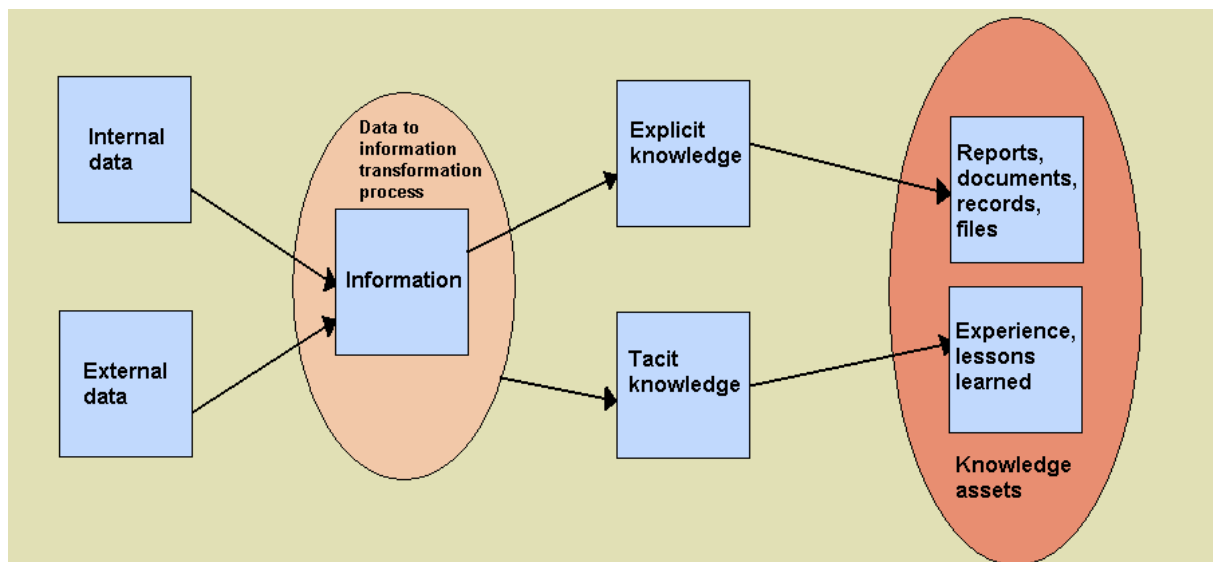 Internal
data
External
data
Data to
information
transformation
process
Information
Explicit
knowledge
Tacit
knowledge
Reports,
documents,
records,
files
Experience,
lessons
learned
Knowledge
assets